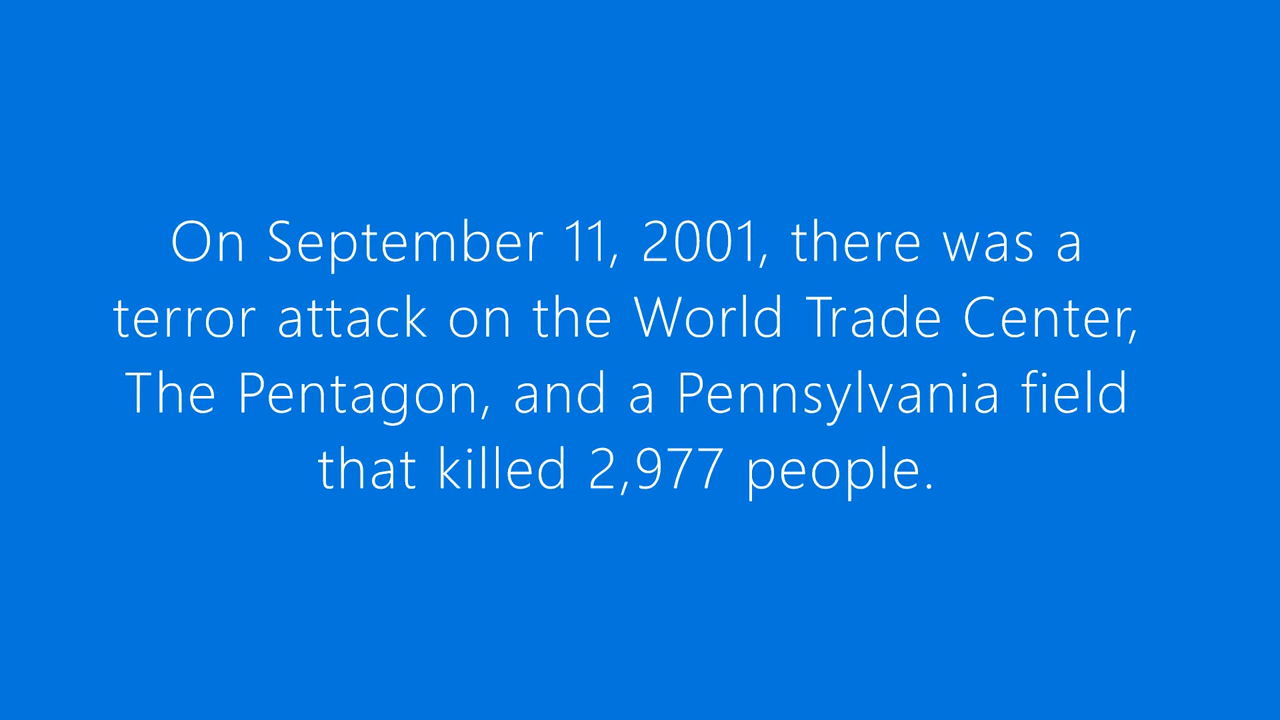 On September 11, 2001, there was a
terror attack on the World Trade Center,
The Pentagon, and a Pennsylvania field
that killed 2,977 people.